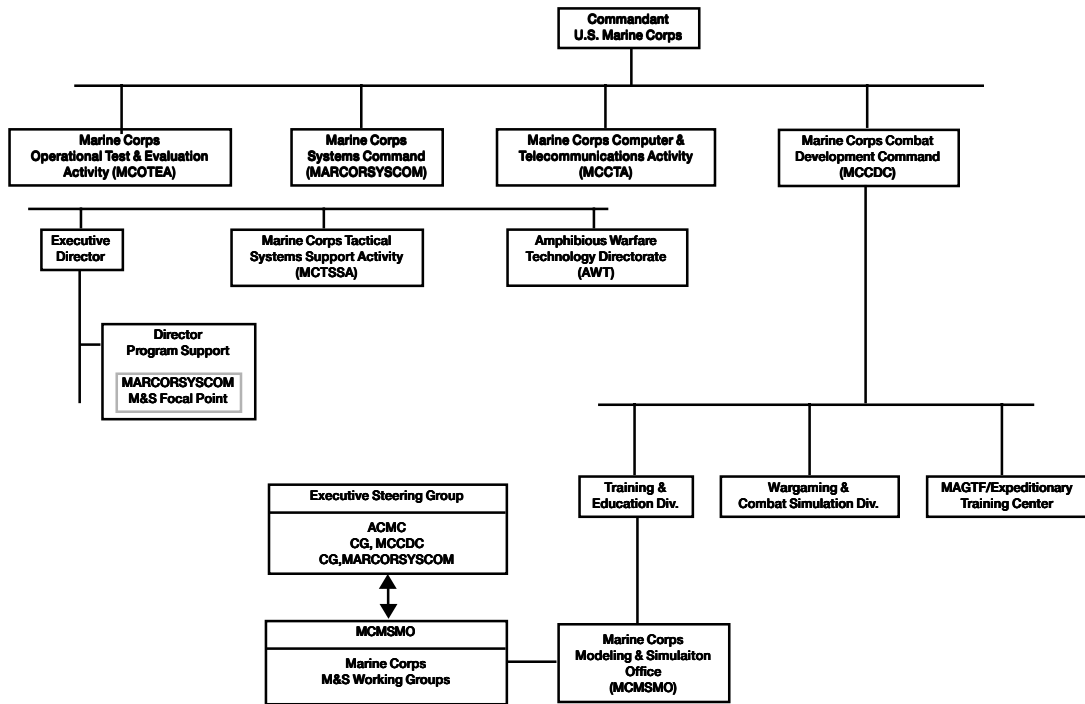 Commandant
U.S. Marine Corps
Marine Corps
Operational Test & Evaluation
Activity (MCOTEA)
Marine Corps
Systems Command
(MARCORSYSCOM)
Marine Corps Computer &
Telecommunications Activity
(MCCTA)
Marine Corps Combat
Development Command
(MCCDC)
Executive
Director
Marine Corps Tactical
Systems Support Activity
(MCTSSA)
Amphibious Warfare
Technology Directorate
(AWT)
Director
Program Support
MARCORSYSCOM
M&S Focal Point
Training &
Education Div.
Wargaming &
Combat Simulation Div.
MAGTF/Expeditionary
Training Center
Executive Steering Group
ACMC
CG, MCCDC
CG,MARCORSYSCOM
MCMSMO
Marine Corps
M&S Working Groups
Marine Corps
Modeling & Simulaiton
Office
(MCMSMO)